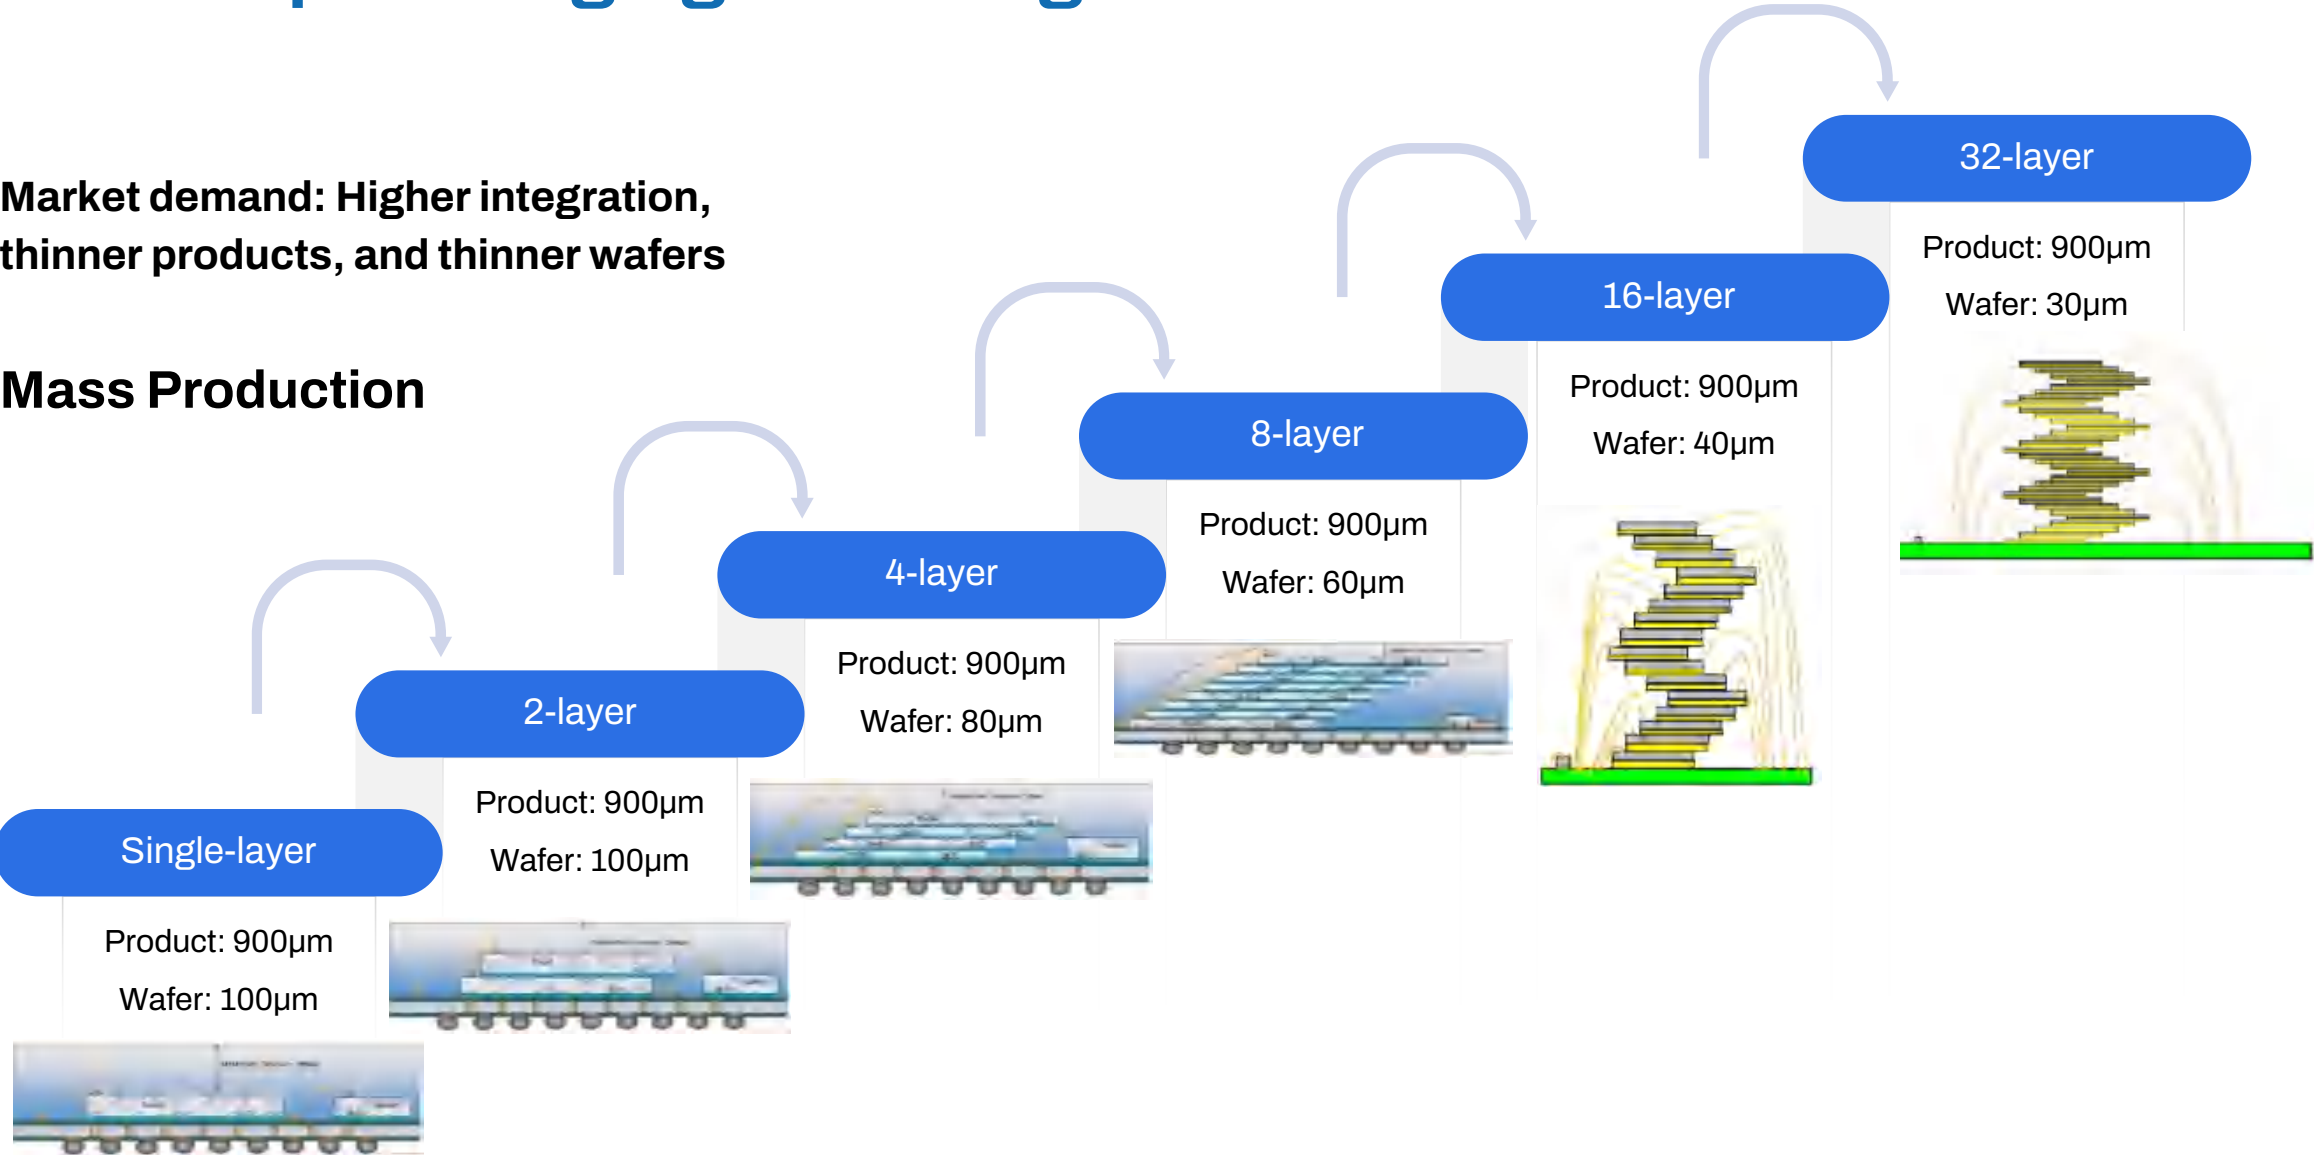 Market demand: Higher integration,
thinner products, and thinner wafers
Mass Production
Single-layer
Product: 900µm
Wafer: 100µm
2-layer
Product: 900µm
Wafer: 100µm
4-layer
Product: 900µm
Wafer: 80µm
8-layer
Product: 900µm
Wafer: 60µm
16-layer
Product: 900µm
Wafer: 40µm
32-layer
Product: 900µm
Wafer: 30µm